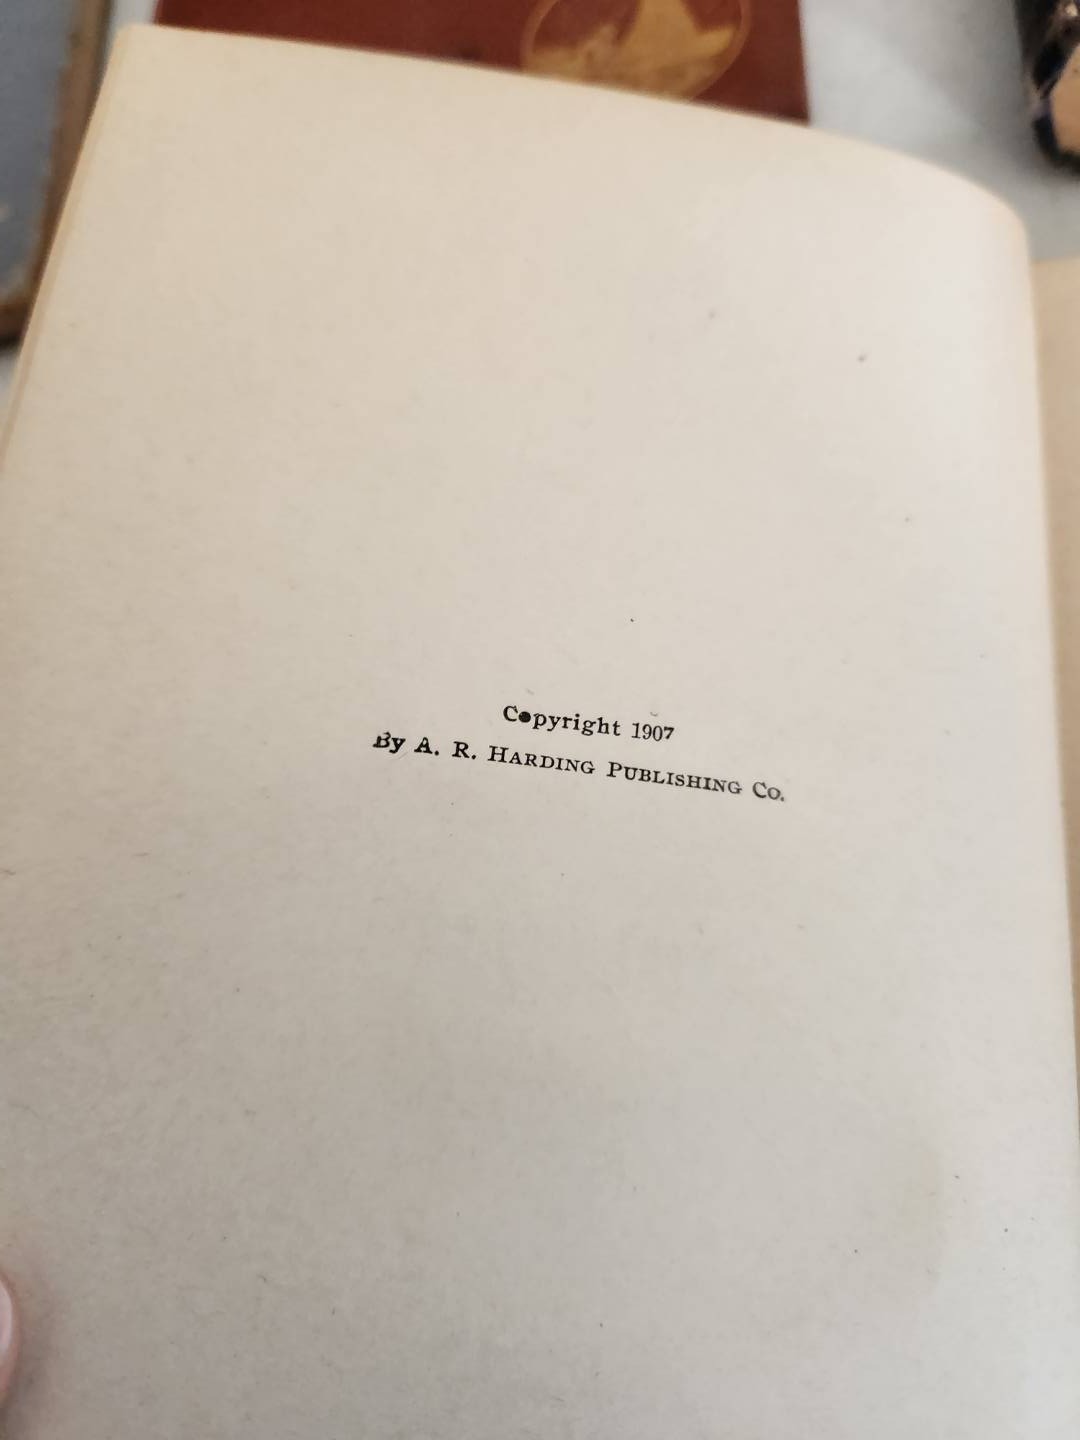 Copyright 1907
By A. R. HARDING PUBLISHING CO.